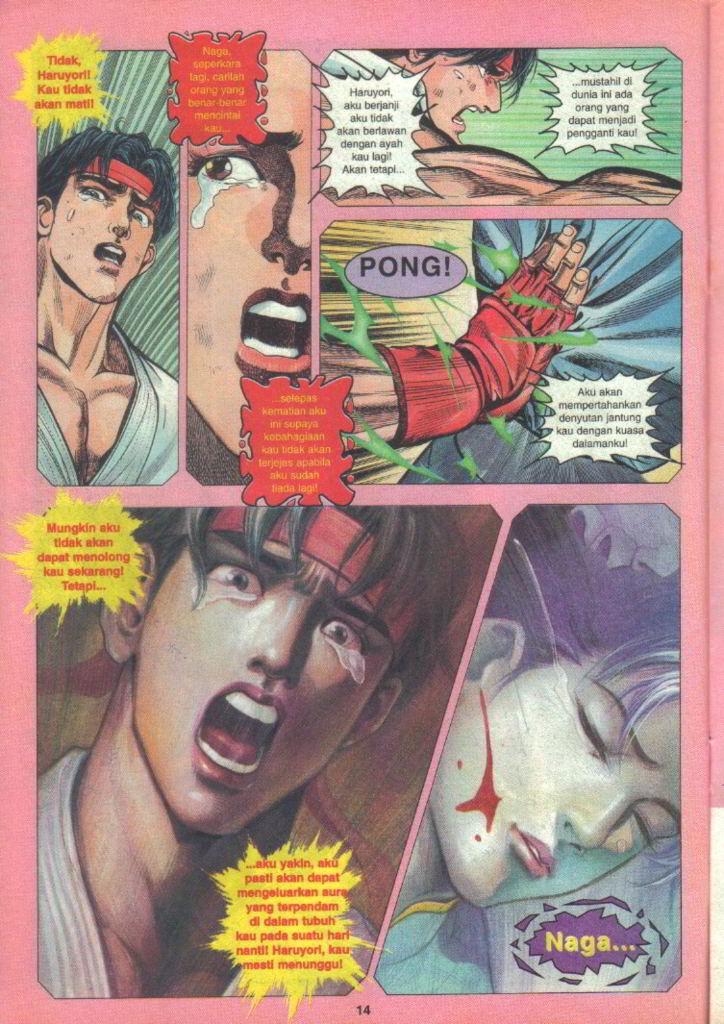 Tidak,
Haruyori!
Kau tidak
akan mati!
Naga,
seperkara
lagi, carilah
orang yang
benar-benar
mencintai
kau...
Haruyori,
aku berjanji
aku tidak
akan berlawan
dengan ayah
kau lagi!
Akan tetapi...
...mustahil di
dunia ini ada
orang yang
dapat menjadi
pengganti kau!
...selepas
kematian aku
ini supaya
kebahagiaan
kau tidak akan
terjejas apabila
aku sudah
tiada lagi!
PONG!
Aku akan
mempertahankan
denyutan jantung
kau dengan kuasa
dalamanku!
Mungkin aku
tidak akan
dapat menolong
kau sekarang!
Tetapi...
...aku yakin, aku
pasti akan dapat
mengeluarkan aura
yang terpendam
di dalam tubuh
kau pada suatu hari
nanti! Haruyori, kau
mesti menunggu!
Naga...
14